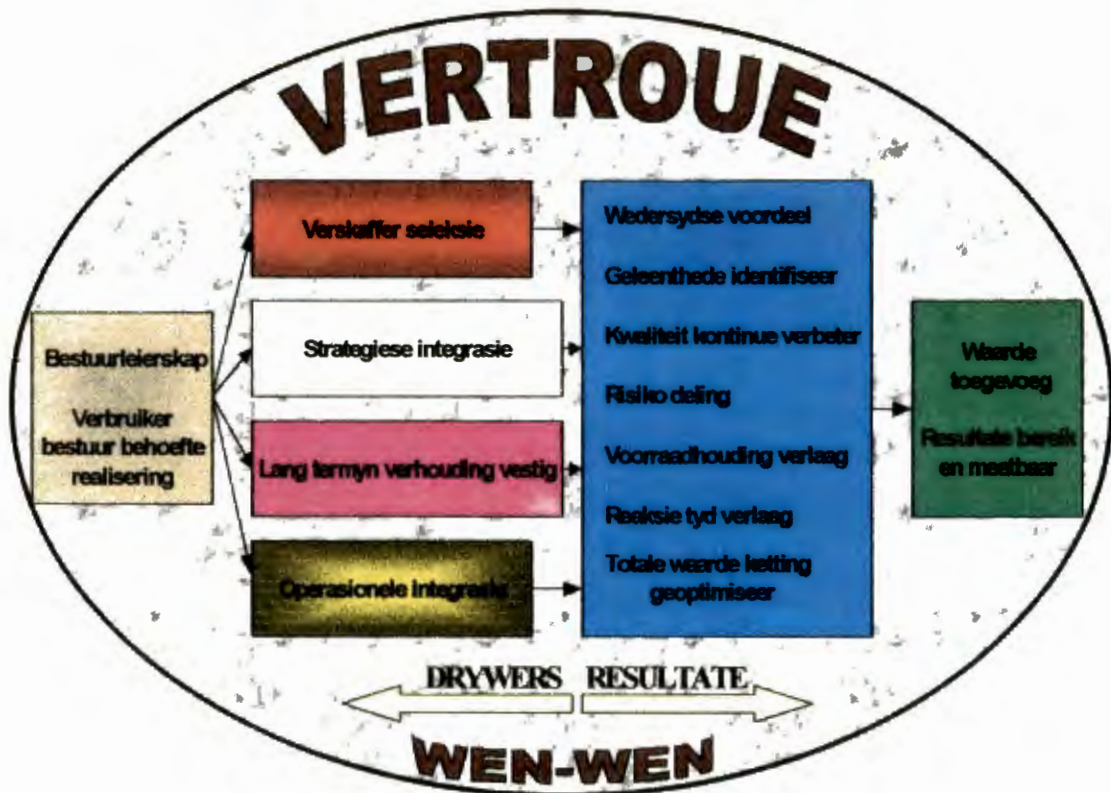 VERTROUE
Bestuurleierskap
Verbruiker
bestuur behoefte
realisering
Verskaffer seleksie
Strategiese integrasie
Lang termyn verhouding vestig
Operasionele Integrasie
Wedersydse voordeel
Geleenthede identifiseer
Kwaliteit kontinue verbeter
Risiko deling
Voorraadhouding verlaag
Reaksie tyd verlaag
Totale waarde ketting
geoptimiseer
Waarde
toegevoeg
Resultate bereik
en meetbaar
DRYWERS RESULTATE
WEN-WEN